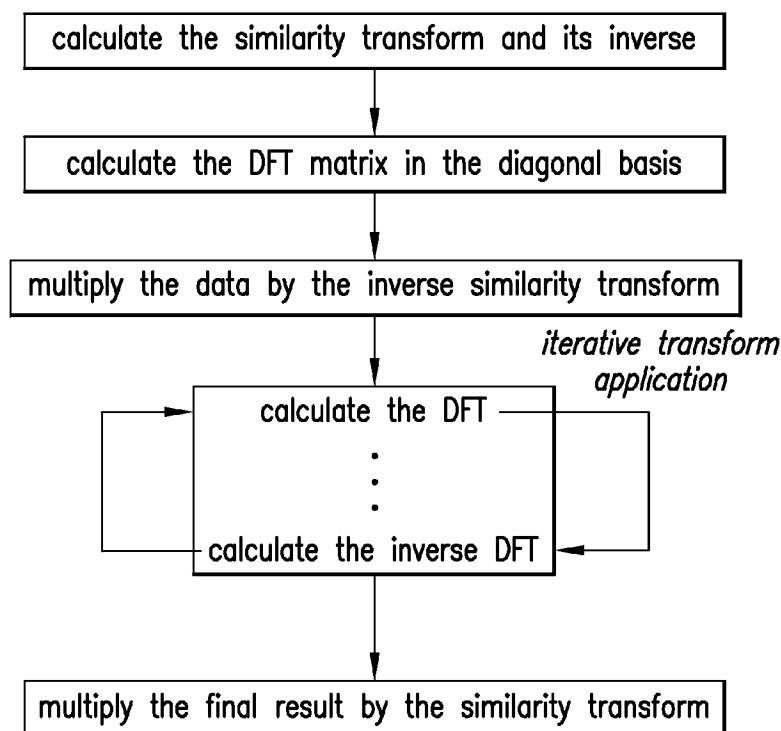 calculate the similarity transform and its inverse
calculate the DFT matrix in the diagonal basis
multiply the data by the inverse similarity transform
iterative transform
application
calculate the DFT
calculate the inverse DFT
multiply the final result by the similarity transform